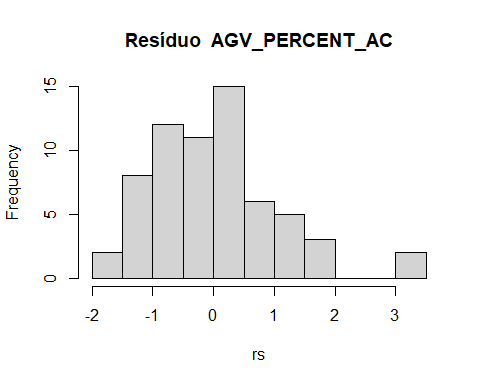 Resíduo  AGV_PERCENT_AC
Frequency
15
10
5
0
-2 -1 0 1 2 3
rs